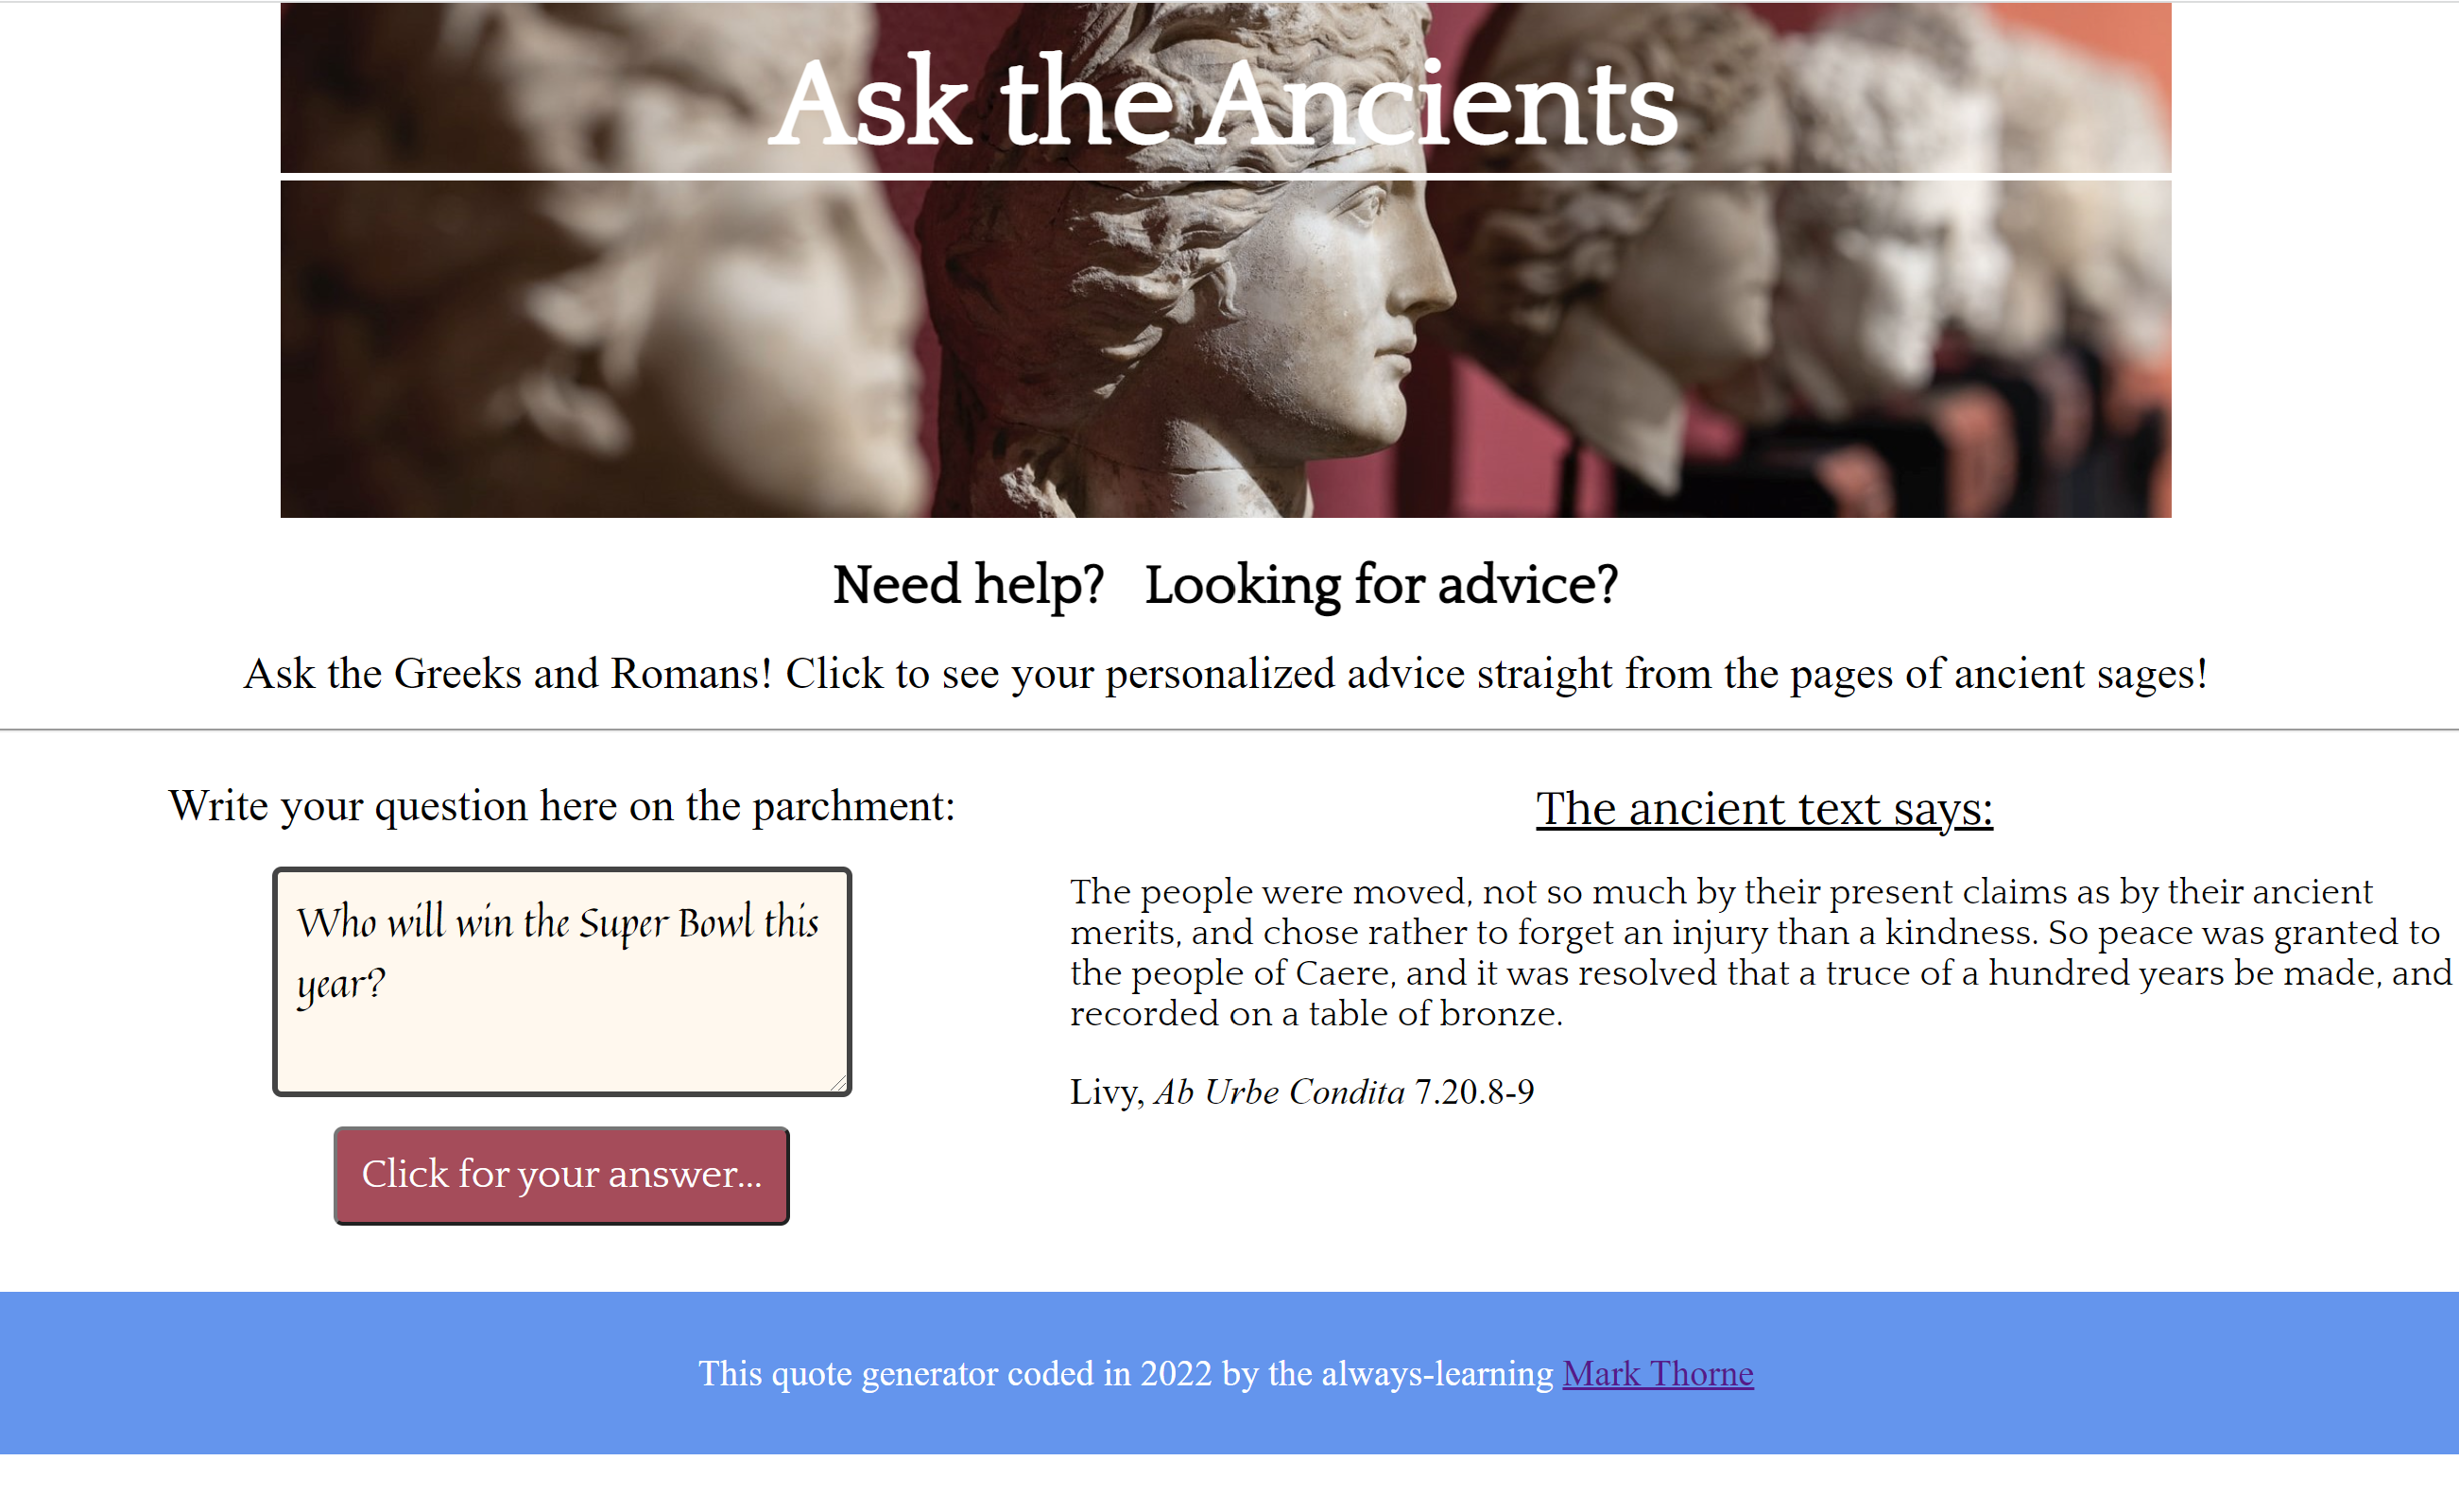 Ask the Ancients
Need help? Looking for advice?
Ask the Greeks and Romans! Click to see your personalized advice straight from the pages of ancient sages!
Write your question here on the parchment:
Who will win the Super Bowl this
year?
Click for your answer...
The ancient text says:
The people were moved, not so much by their present claims as by their ancient
merits, and chose rather to forget an injury than a kindness. So peace was granted to
the people of Caere, and it was resolved that a truce of a hundred years be made, and
recorded on a table of bronze.
Livy, Ab Urbe Condita 7.20.8-9
This quote generator coded in 2022 by the always-learning Mark Thorne